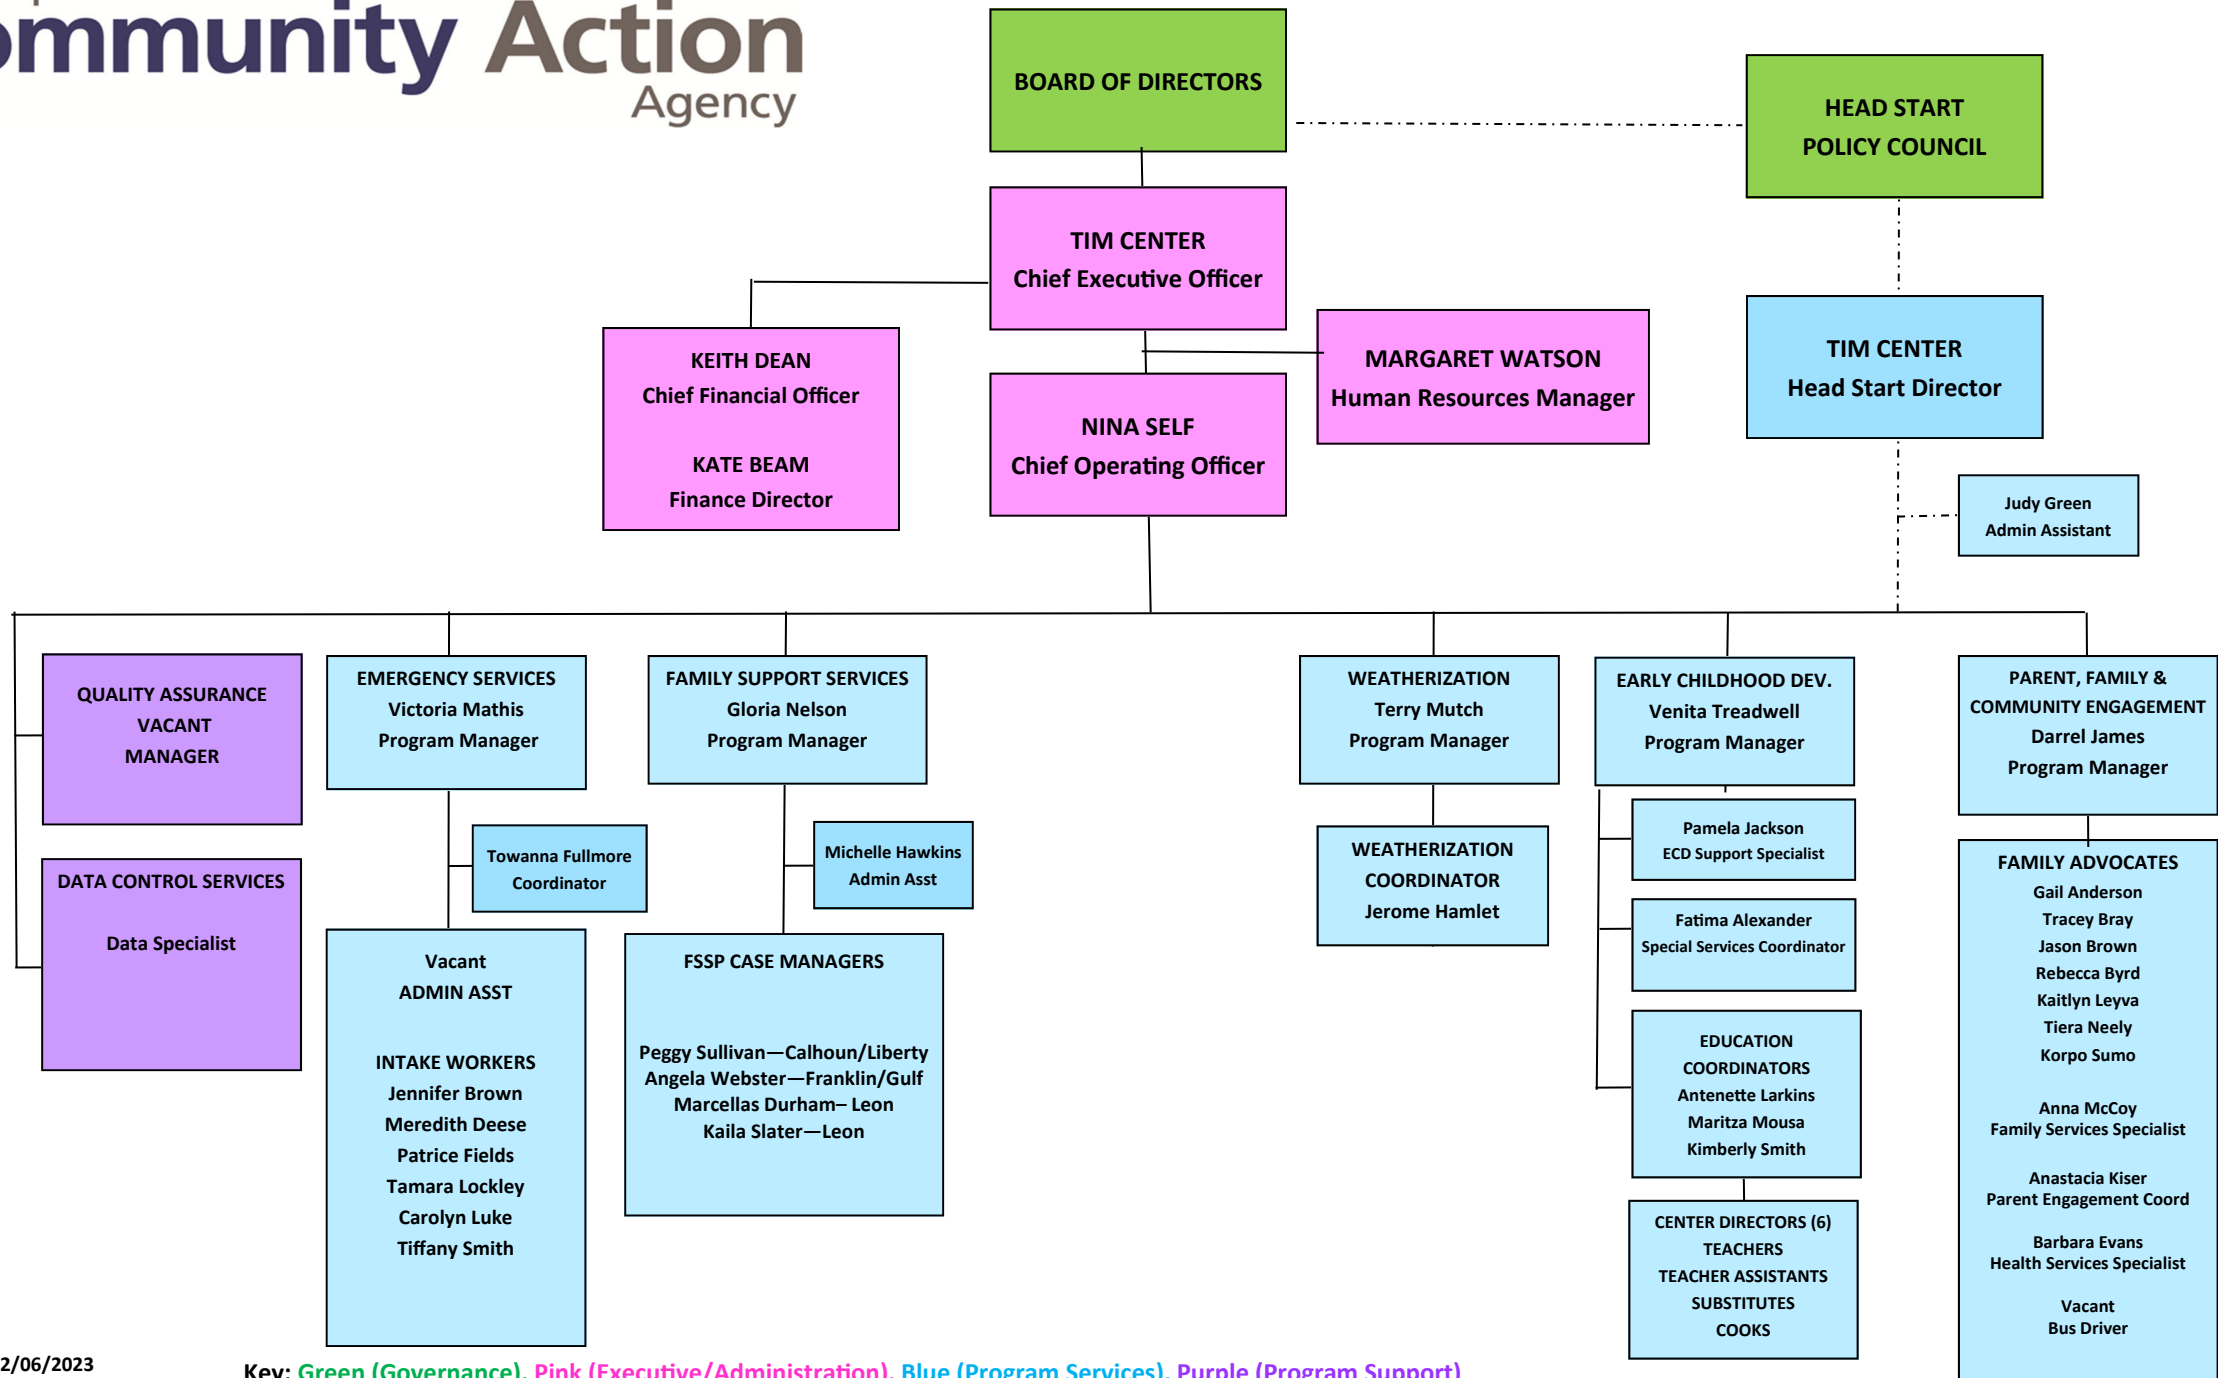 ommunity Action
Agency
BOARD OF DIRECTORS
HEAD START
POLICY COUNCIL
TIM CENTER
Chief Executive Officer
KEITH DEAN
Chief Financial Officer
KATE BEAM
Finance Director
MARGARET WATSON
Human Resources Manager
NINA SELF
Chief Operating Officer
TIM CENTER
Head Start Director
Judy Green
Admin Assistant
QUALITY ASSURANCE
VACANT
MANAGER
DATA CONTROL SERVICES
Data Specialist
EMERGENCY SERVICES
Victoria Mathis
Program Manager
Towanna Fullmore
Coordinator
Vacant
ADMIN ASST
INTAKE WORKERS
Jennifer Brown
Meredith Deese
Patrice Fields
Tamara Lockley
Carolyn Luke
Tiffany Smith
FAMILY SUPPORT SERVICES
Gloria Nelson
Program Manager
Michelle Hawkins
Admin Asst
FSSP CASE MANAGERS
Peggy Sullivan—Calhoun/Liberty
Angela Webster—Franklin/Gulf
Marcellas Durham– Leon
Kaila Slater—Leon
WEATHERIZATION
Terry Mutch
Program Manager
WEATHERIZATION
COORDINATOR
Jerome Hamlet
EARLY CHILDHOOD DEV.
Venita Treadwell
Program Manager
Pamela Jackson
ECD Support Specialist
Fatima Alexander
Special Services Coordinator
EDUCATION
COORDINATORS
Antenette Larkins
Maritza Mousa
Kimberly Smith
CENTER DIRECTORS (6)
TEACHERS
TEACHER ASSISTANTS
SUBSTITUTES
COOKS
PARENT, FAMILY &
COMMUNITY ENGAGEMENT
Darrel James
Program Manager
FAMILY ADVOCATES
Gail Anderson
Tracey Bray
Jason Brown
Rebecca Byrd
Kaitlyn Leyva
Tiera Neely
Korpo Sumo
Anna McCoy
Family Services Specialist
Anastacia Kiser
Parent Engagement Coord
Barbara Evans
Health Services Specialist
Vacant
Bus Driver
2/06/2023
Key: Green (Governance), Pink (Executive/Administration), Blue (Program Services), Purple (Program Support)